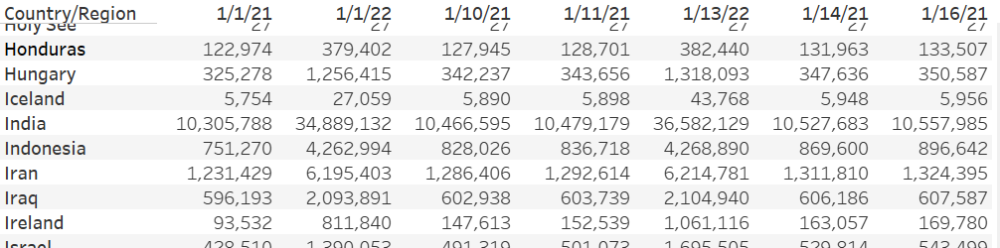 Country/Region 1/1/21 1/1/22 1/10/21 1/11/21 1/13/22 1/14/21 1/16/21
Holy See 27 27 27 27 27 27 27
Honduras 122,974 379,402 127,945 128,701 382,440 131,963 133,507
Hungary 325,278 1,256,415 342,237 343,656 1,318,093 347,636 350,587
Iceland 5,754 27,059 5,890 5,898 43,768 5,948 5,956
India 10,305,788 34,889,132 10,466,595 10,479,179 36,582,129 10,527,683 10,557,985
Indonesia 751,270 4,262,994 828,026 836,718 4,268,890 869,600 896,642
Iran 1,231,429 6,195,403 1,286,406 1,292,614 6,214,781 1,311,810 1,324,395
Iraq 596,193 2,093,891 602,938 603,739 2,104,940 606,186 607,587
Ireland 93,532 811,840 147,613 152,539 1,061,116 163,057 169,780
Israel 428,510 1,390,053 491,319 501,073 1,695,505 529,814 543,499